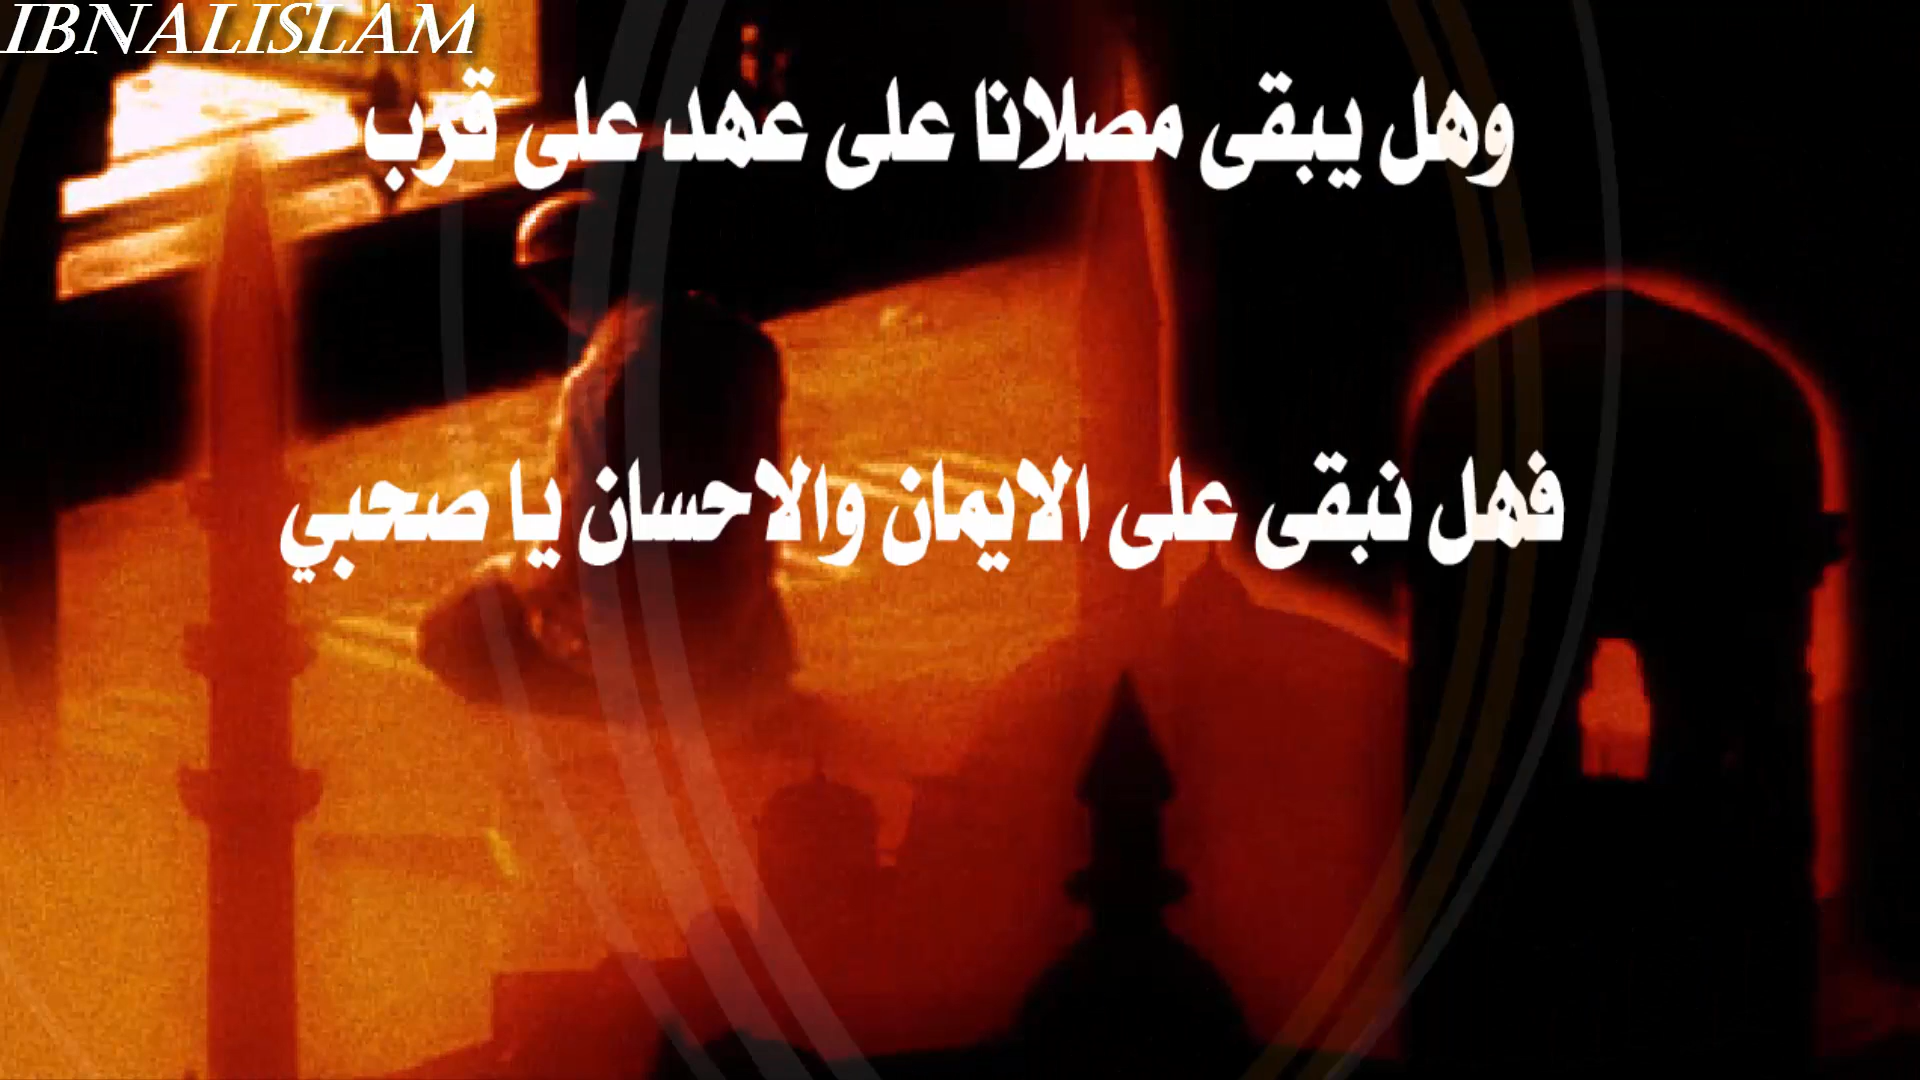 IBNALISLAM
وهل يبقى مصلانا على عهد على قرب
فهل نبقى على الايمان والاحسان يا صحبي